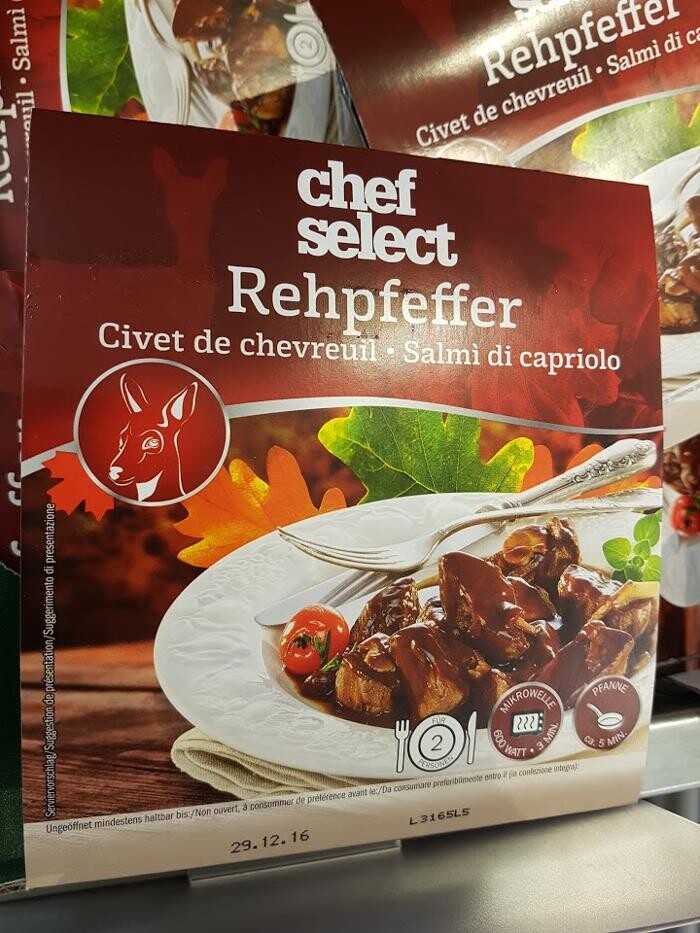 Rehpfeffer
Civet de chevreuil • Salmì di
chef
select
Rehpfeffer
Civet de chevreuil • Salmì di capriolo
Serviervorschlag/Suggestion de présentation/Suggerimento di presentazione
FÜR
2
PERSONEN
MIKROWELLE
600 WATT • 3 MIN.
PFANNE
ca. 5 MIN.
Ungeöffnet mindestens haltbar bis:/Non ouvert, à consommer de préférence avant le:/Da consumare preferibilmente entro il (in confezione integra):
29.12.16
L3165L5